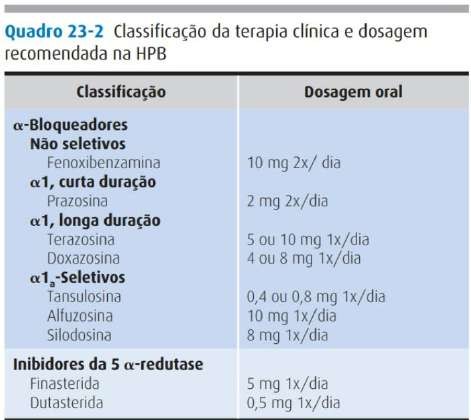 Quadro 23-2 Classificação da terapia clínica e dosagem
recomendada na HPB
Classificação Dosagem oral
α-Bloqueadores
Não seletivos
Fenoxibenzamina 10 mg 2x/ dia
α1, curta duração
Prazosina 2 mg 2x/dia
α1, longa duração
Terazosina 5 ou 10 mg 1x/dia
Doxazosina 4 ou 8 mg 1x/dia
α1a-Seletivos
Tansulosina 0,4 ou 0,8 mg 1x/dia
Alfuzosina 10 mg 1x/dia
Silodosina 8 mg 1x/dia
Inibidores da 5 α-redutase
Finasterida 5 mg 1x/dia
Dutasterida 0,5 mg 1x/dia